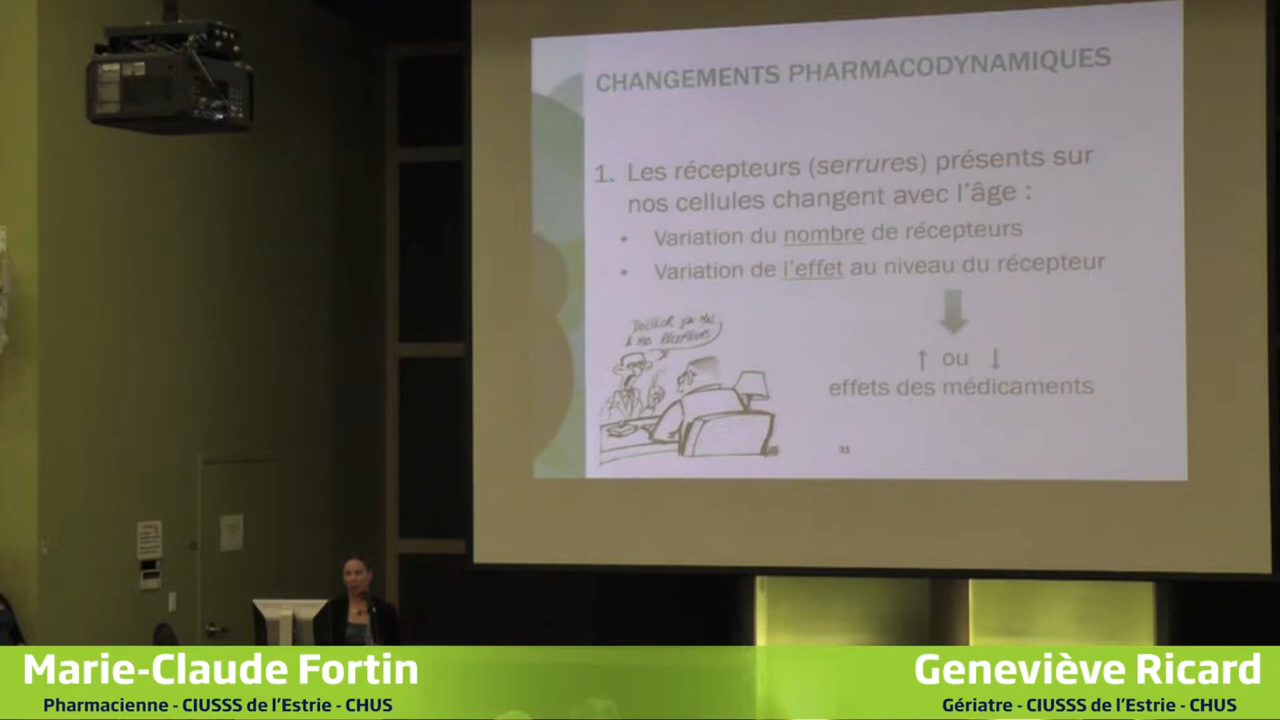 CHANGEMENTS PHARMACODYNAMIQUES
1. Les récepteurs (serrures) présents sur
nos cellules changent avec l'âge :
• Variation du nombre de récepteurs
• Variation de l'effet au niveau du récepteur
↑ ou ↓
effets des médicaments
DOCTEUR J'AI MAL
À MES RÉCEPTEURS
31
Marie-Claude Fortin
Pharmacienne - CIUSSS de l'Estrie - CHUS
Geneviève Ricard
Gériatre - CIUSSS de l'Estrie - CHUS